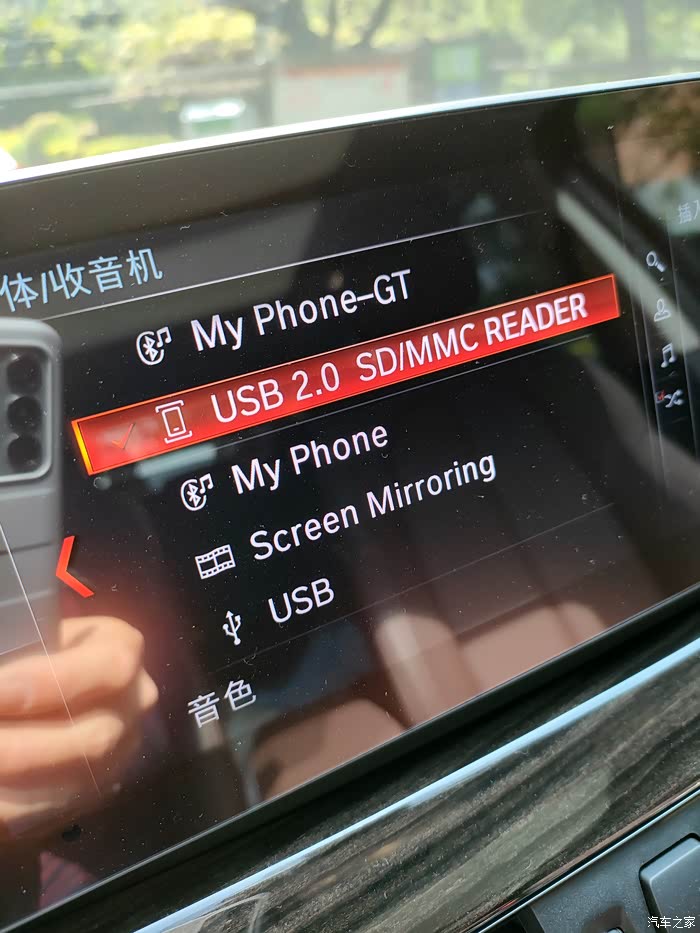 体/收音机
My Phone–GT
USB 2.0 SD/MMC READER
My Phone
Screen Mirroring
USB
音色
插
汽车之家